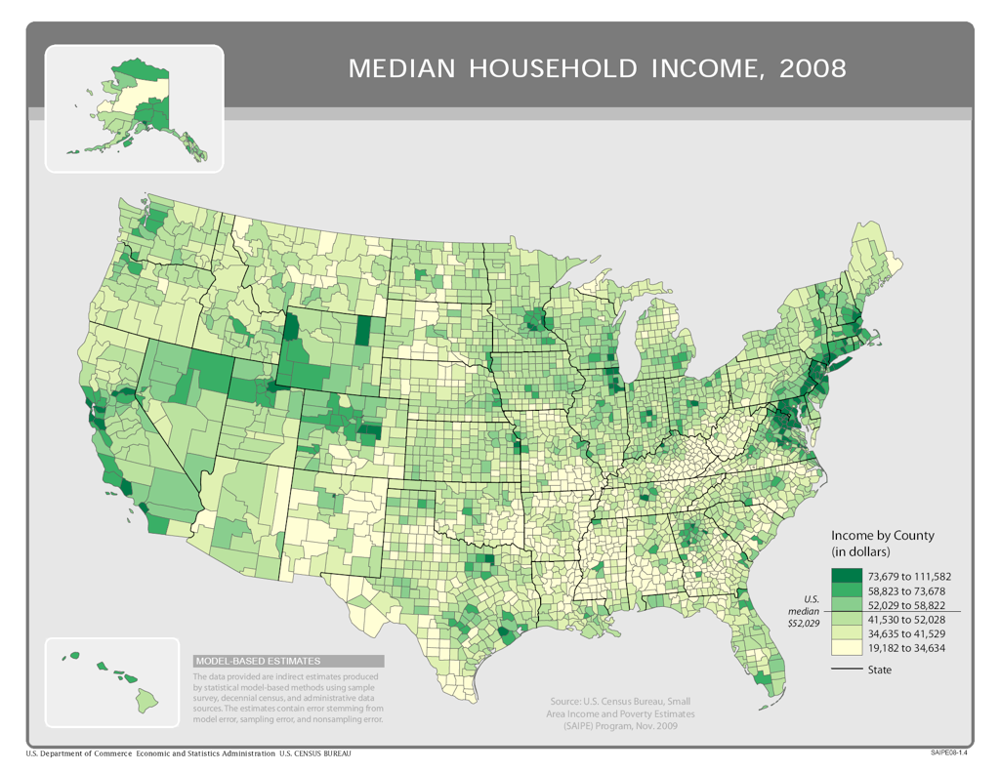 MEDIAN HOUSEHOLD INCOME, 2008
Income by County
(in dollars)
73,679 to 111,582
58,823 to 73,678
52,029 to 58,822
41,530 to 52,028
34,635 to 41,529
19,182 to 34,634
U.S.
median
$52,029
State
MODEL-BASED ESTIMATES
The data provided are indirect estimates produced
by statistical model-based methods using sample
survey, decennial census, and administrative data
sources. The estimates contain error stemming from
model error, sampling error, and nonsampling error.
Source: U.S. Census Bureau, Small
Area Income and Poverty Estimates
(SAIPE) Program, Nov. 2009
U.S. Department of Commerce Economic and Statistics Administration U.S. CENSUS BUREAU
SAIPE08-1.4